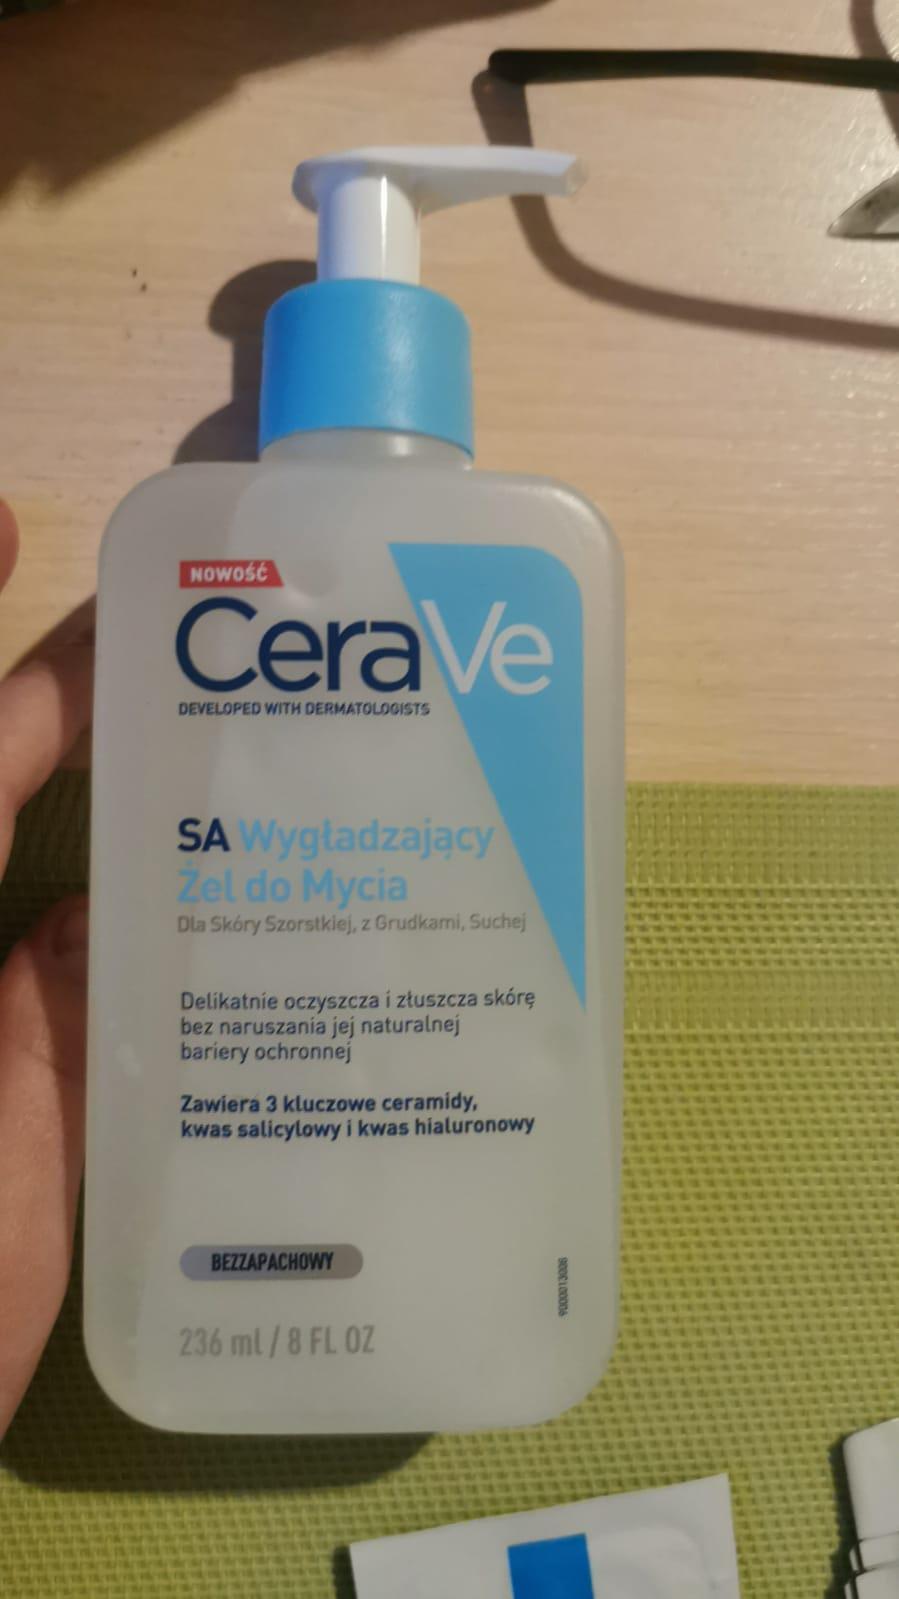 NOWOŚĆ
CeraVe
DEVELOPED WITH DERMATOLOGISTS
SA Wygładzający
Żel do Mycia
Dla Skóry Szorstkiej, z Grudkami, Suchej
Delikatnie oczyszcza i złuszcza skórę
bez naruszania jej naturalnej
bariery ochronnej
Zawiera 3 kluczowe ceramidy,
kwas salicylowy i kwas hialuronowy
BEZZAPACHOWY
9000013008
236 ml / 8 FL OZ